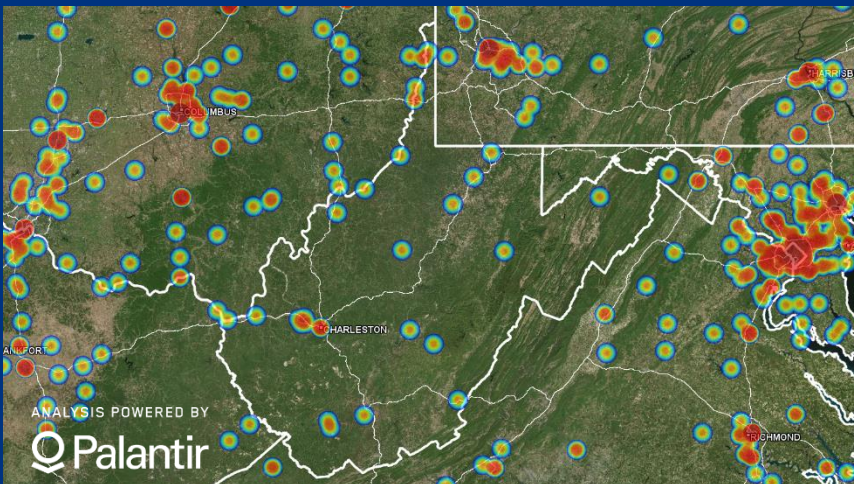 COLUMBUS
HARRISB
CHARLESTON
ANKFORT
RICHMOND
ANALYSIS POWERED BY
Palantir